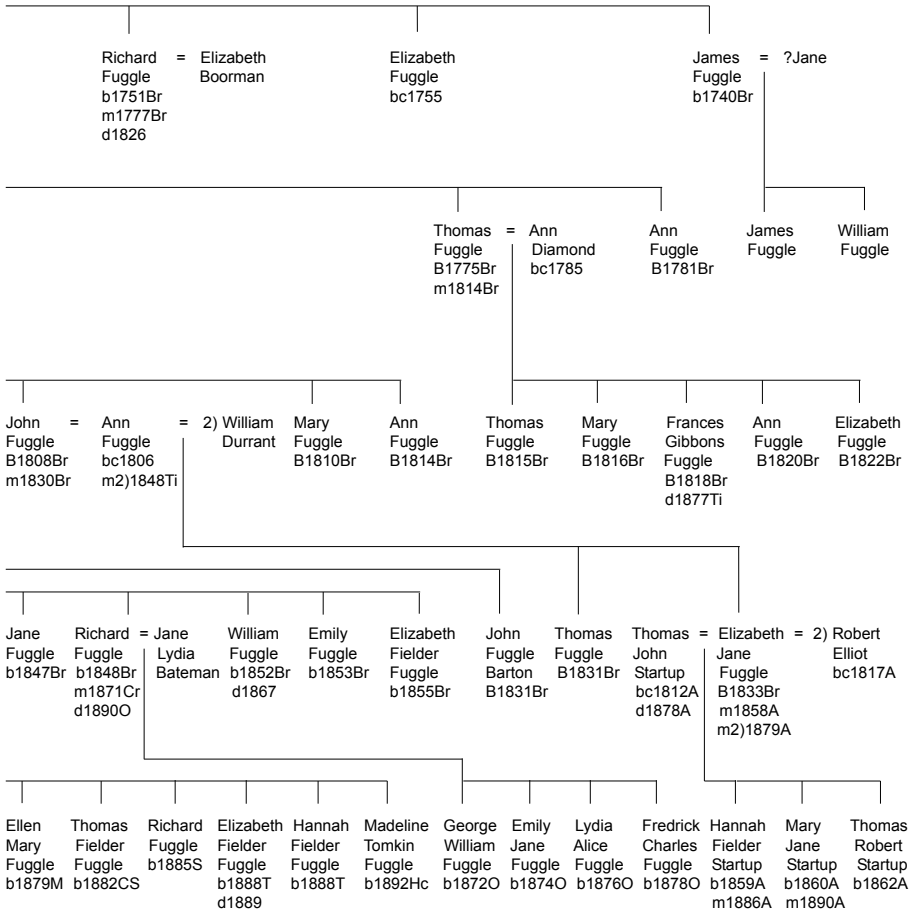 Richard = Elizabeth
Fuggle Boorman
b1751Br
m1777Br
d1826
Elizabeth
Fuggle
bc1755
James = ?Jane
Fuggle
b1740Br
Thomas = Ann
Fuggle Diamond
B1775Br bc1785
m1814Br
Ann
Fuggle
B1781Br
James
Fuggle
William
Fuggle
John = Ann = 2) William
Fuggle Fuggle Durrant
B1808Br bc1806
m1830Br m2)1848Ti
Mary
Fuggle
B1810Br
Ann
Fuggle
B1814Br
Thomas
Fuggle
B1815Br
Mary
Fuggle
B1816Br
Frances
Gibbons
Fuggle
B1818Br
d1877Ti
Ann
Fuggle
B1820Br
Elizabeth
Fuggle
B1822Br
Jane
Fuggle
b1847Br
Richard = Jane
Fuggle Lydia
b1848Br Bateman
m1871Cr
d1890O
William
Fuggle
b1852Br
d1867
Emily
Fuggle
b1853Br
Elizabeth
Fielder
Fuggle
b1855Br
John
Fuggle
Barton
B1831Br
Thomas
Fuggle
B1831Br
Thomas = Elizabeth = 2) Robert
John Jane Elliot
Startup Fuggle bc1817A
bc1812A B1833Br
d1878A m1858A
m2)1879A
Ellen
Mary
Fuggle
b1879M
Thomas
Fielder
Fuggle
b1882CS
Richard
Fuggle
b1885S
Elizabeth
Fielder
Fuggle
b1888T
d1889
Hannah
Fielder
Fuggle
b1888T
Madeline
Tomkin
Fuggle
b1892Hc
George
William
Fuggle
b1872O
Emily
Jane
Fuggle
b1874O
Lydia
Alice
Fuggle
b1876O
Fredrick
Charles
Fuggle
b1878O
Hannah
Fielder
Startup
b1859A
m1886A
Mary
Jane
Startup
b1860A
m1890A
Thomas
Robert
Startup
b1862A